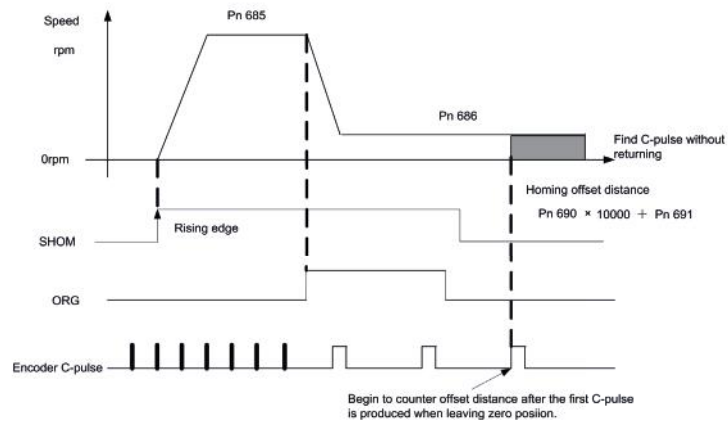 Speed
rpm
Pn 685
Pn 686
0rpm
Find C-pulse without
returning
Homing offset distance
Pn 690 × 10000 + Pn 691
Rising edge
SHOM
ORG
Encoder C-pulse
Begin to counter offset distance after the first C-pulse
is produced when leaving zero posiion.